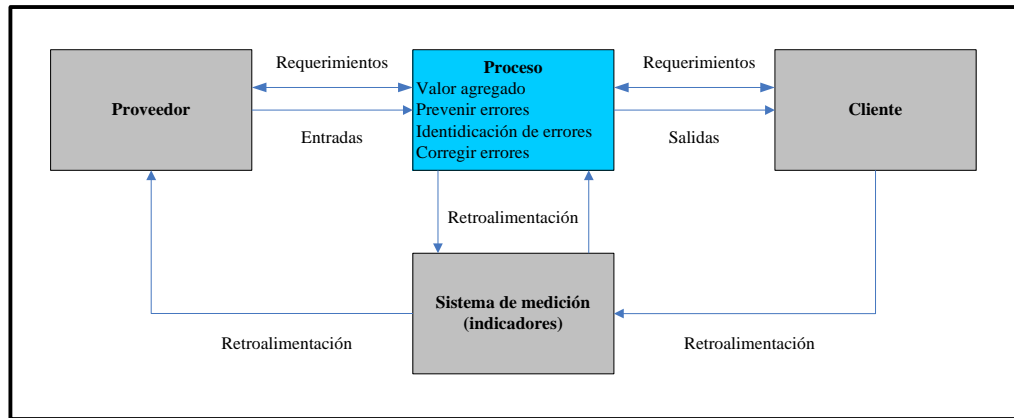 Requerimientos
Proveedor
Entradas
Proceso
Valor agregado
Prevenir errores
Identidicación de errores
Corregir errores
Requerimientos
Salidas
Cliente
Retroalimentación
Sistema de medición
(indicadores)
Retroalimentación
Retroalimentación